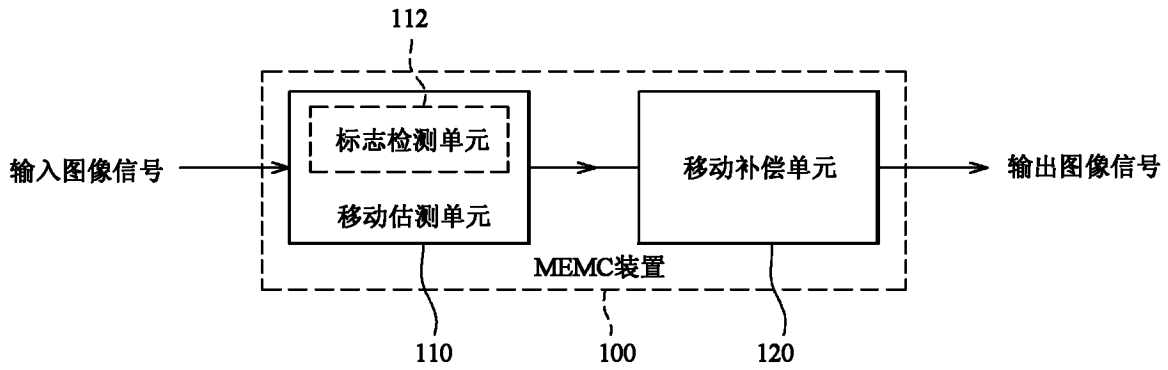 112
标志检测单元
输入图像信号
移动补偿单元
输出图像信号
移动估测单元
MEMC装置
110
100
120